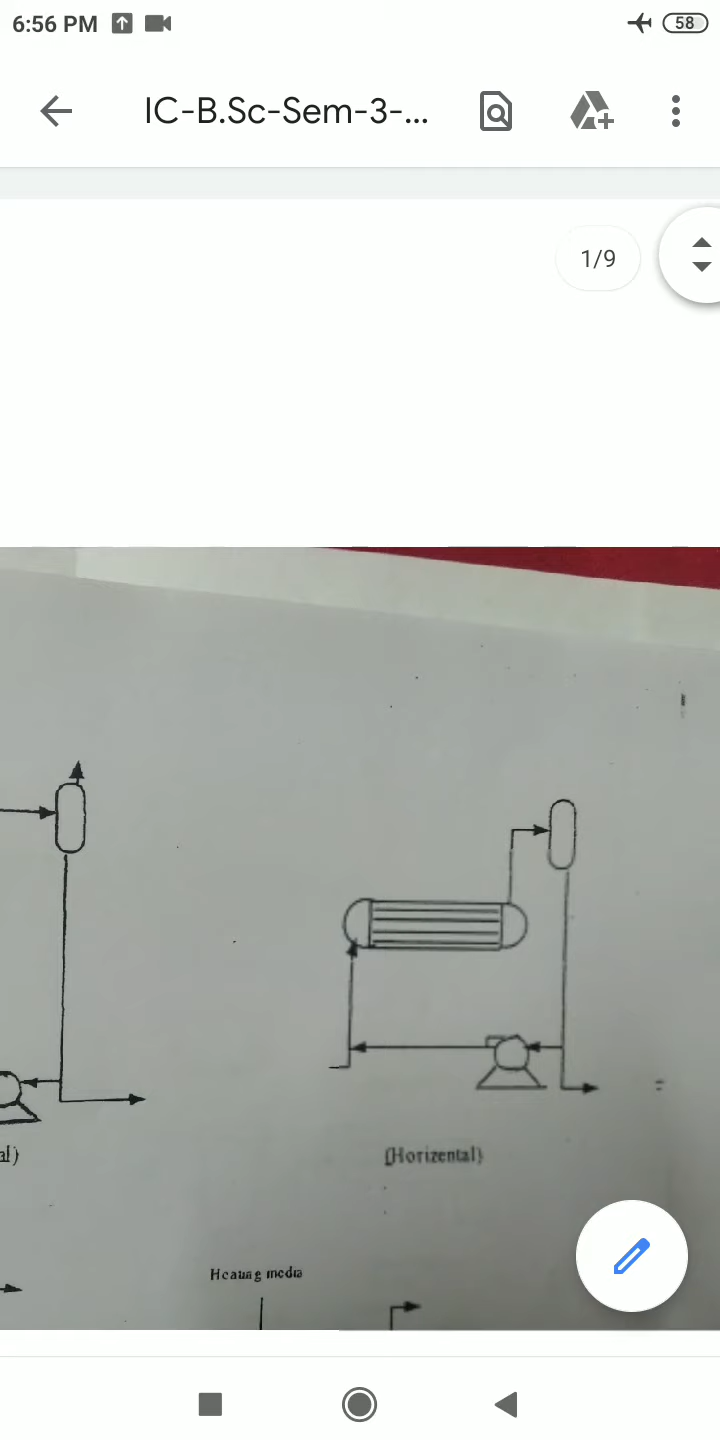 6:56 PM
58
IC-B.Sc-Sem-3-...
1/9
al)
(Horizental)
Heating media